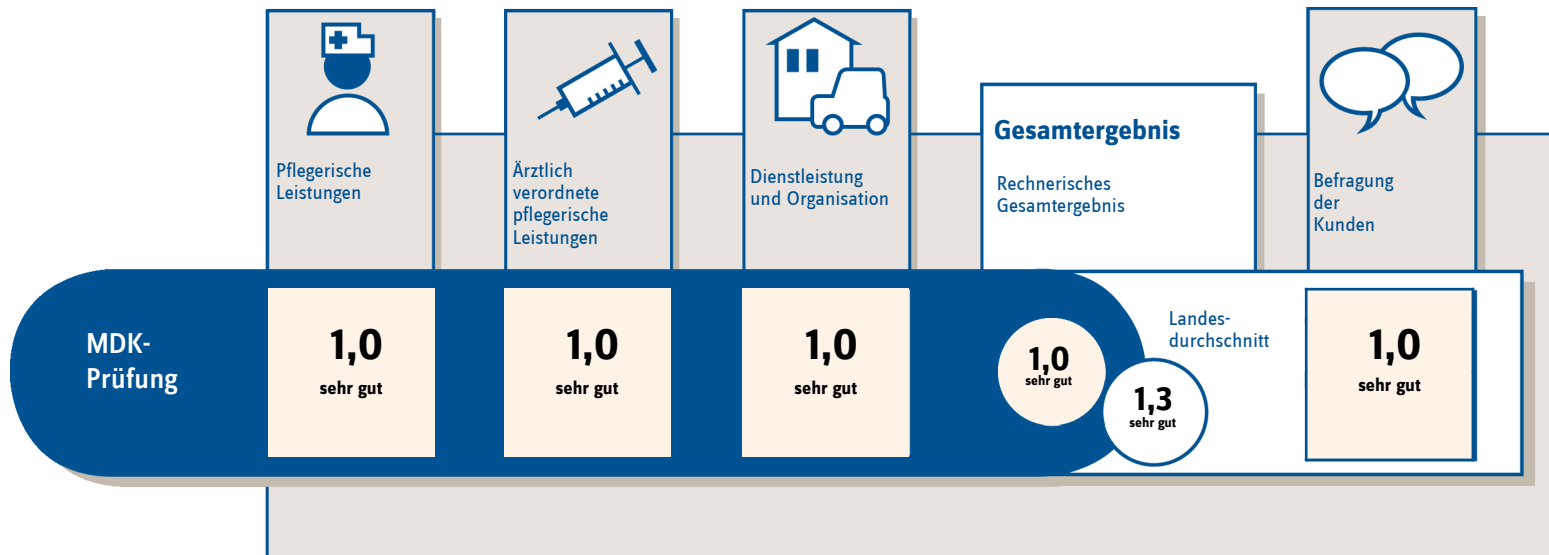 Pflegerische
Leistungen
Ärztlich
verordnete
pflegerische
Leistungen
Dienstleistung
und Organisation
Gesamtergebnis
Rechnerisches
Gesamtergebnis
Befragung
der
Kunden
MDK-
Prüfung
1,0
sehr gut
1,0
sehr gut
1,0
sehr gut
1,0
sehr gut
Landes-
durchschnitt
1,3
sehr gut
1,0
sehr gut